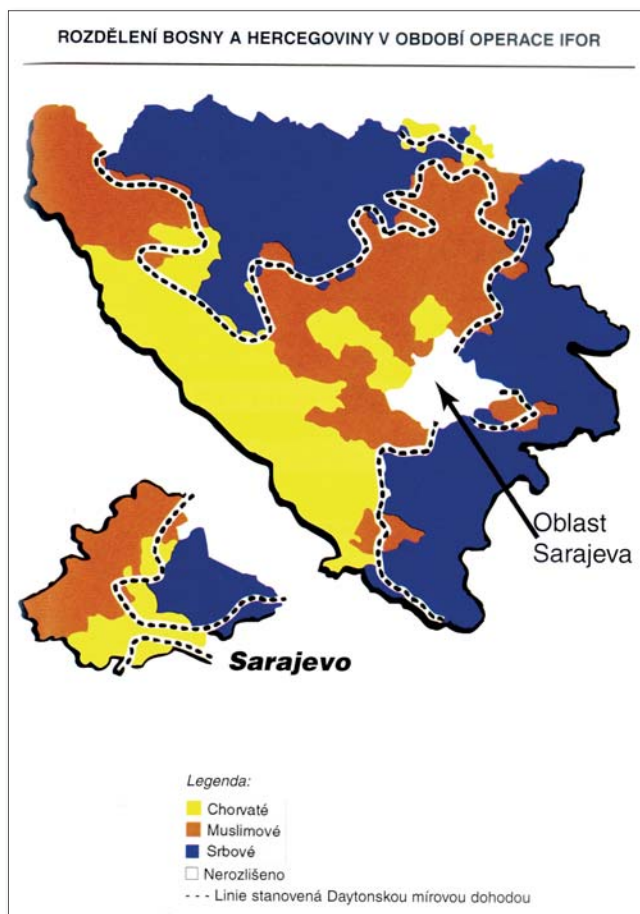 ROZDĚLENÍ BOSNY A HERCEGOVINY V OBDOBÍ OPERACE IFOR
Oblast
Sarajeva
Sarajevo
Legenda:
Chorvaté
Muslimové
Srbové
Nerozlišeno
Linie stanovená Daytonskou mírovou dohodou